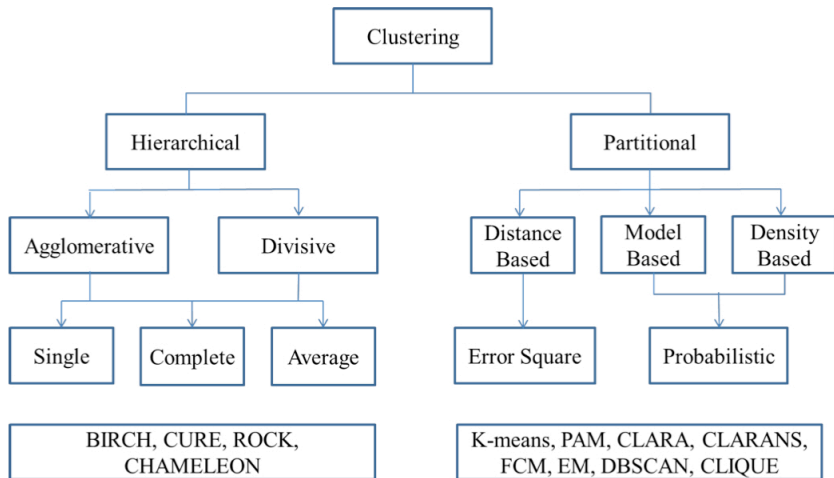 Clustering
Hierarchical
Partitional
Agglomerative
Divisive
Distance
Based
Model
Based
Density
Based
Single
Complete
Average
Error Square
Probabilistic
BIRCH, CURE, ROCK,
CHAMELEON
K-means, PAM, CLARA, CLARANS,
FCM, EM, DBSCAN, CLIQUE